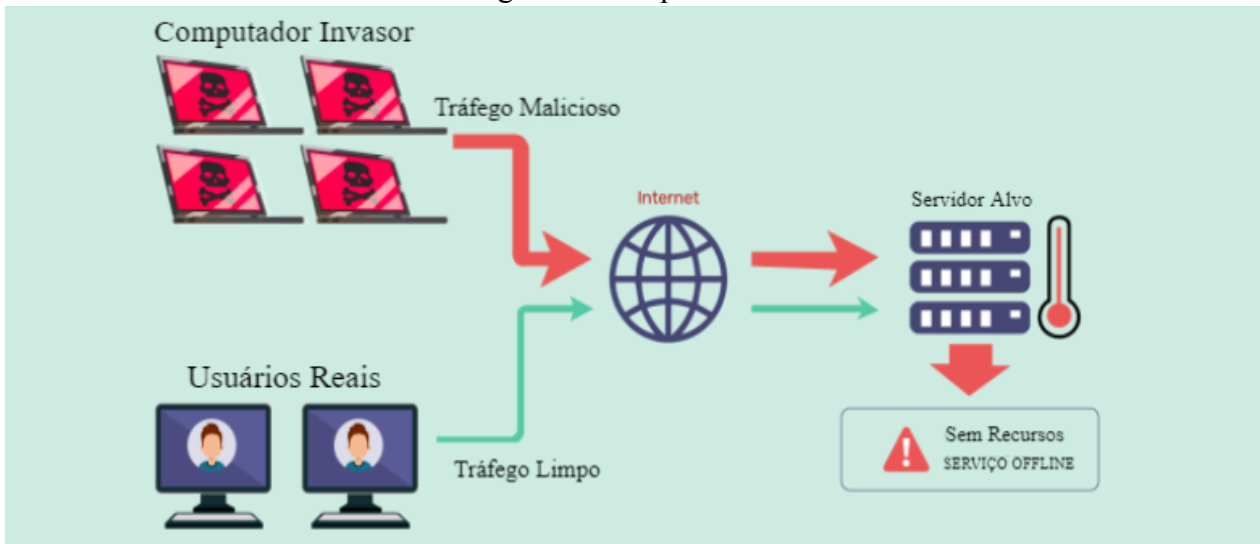 Computador Invasor
Tráfego Malicioso
Internet
Servidor Alvo
Usuários Reais
Tráfego Limpo
Sem Recursos
SERVIÇO OFFLINE